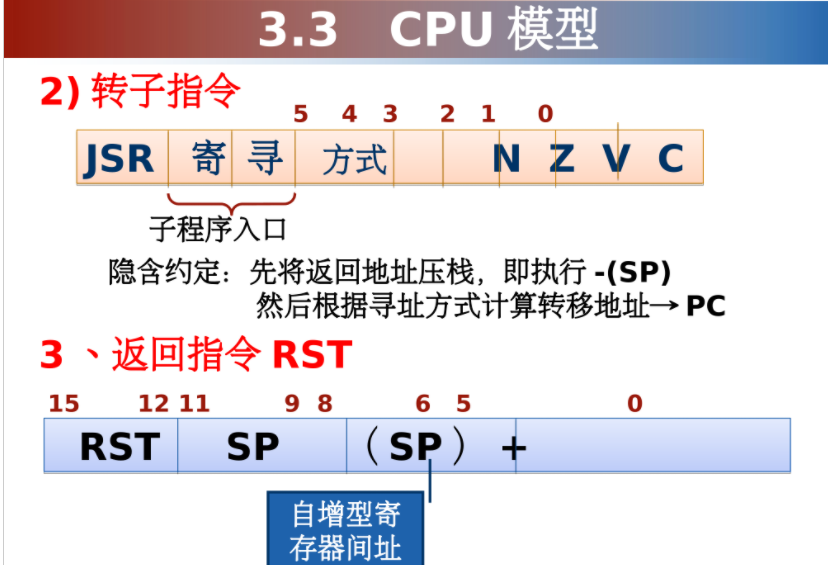 3.3 CPU 模型
2) 转子指令
5 4 3 2 1 0
JSR 寄 寻 方式 N Z V C
子程序入口
隐含约定：先将返回地址压栈，即执行 -(SP)
然后根据寻址方式计算转移地址→ PC
3 、返回指令 RST
15 12 11 9 8 6 5 0
RST SP （ SP ） +
自增型寄
存器间址